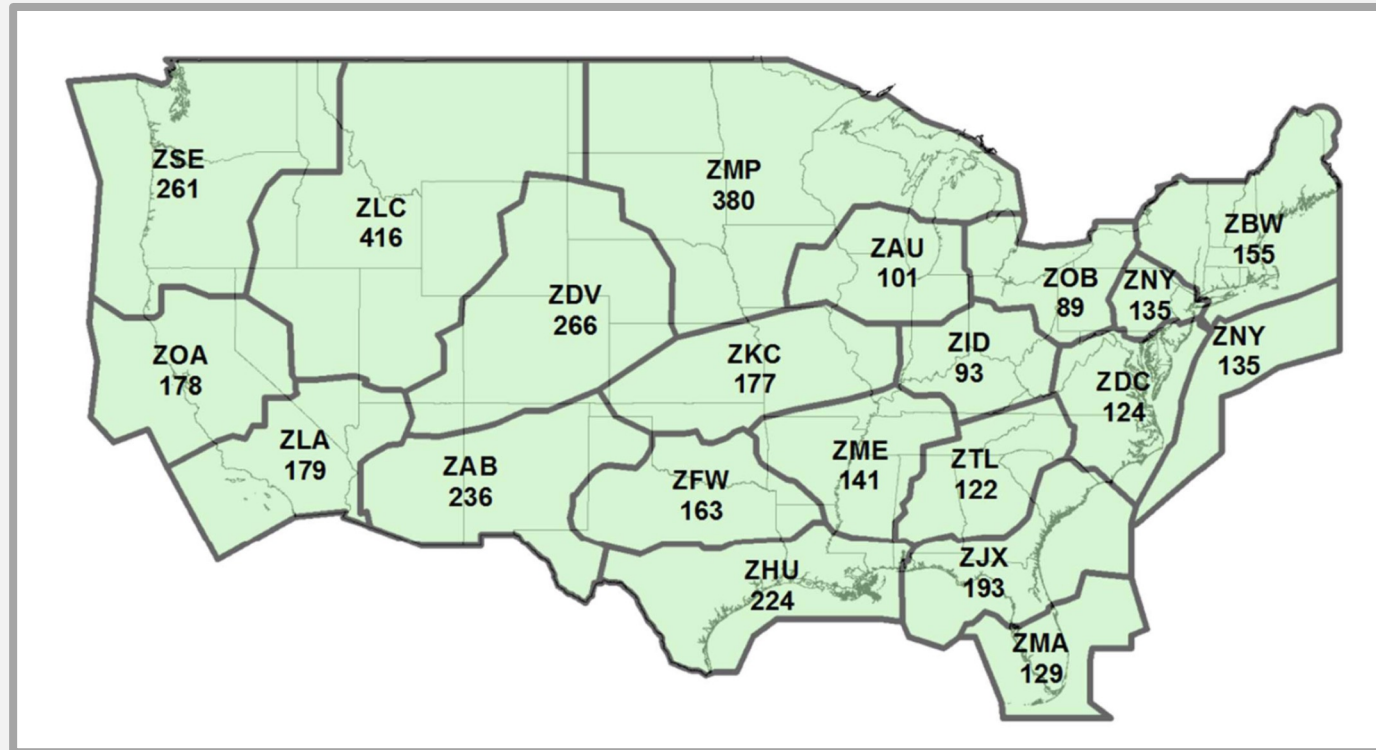 ZSE
261
ZLC
416
ZMP
380
ZBW
155
ZAU
101
ZOB
89
ZNY
135
ZDV
266
ZNY
135
ZOA
178
ZKC
177
ZID
93
ZDC
124
ZLA
179
ZAB
236
ZFW
163
ZME
141
ZTL
122
ZHU
224
ZJX
193
ZMA
129